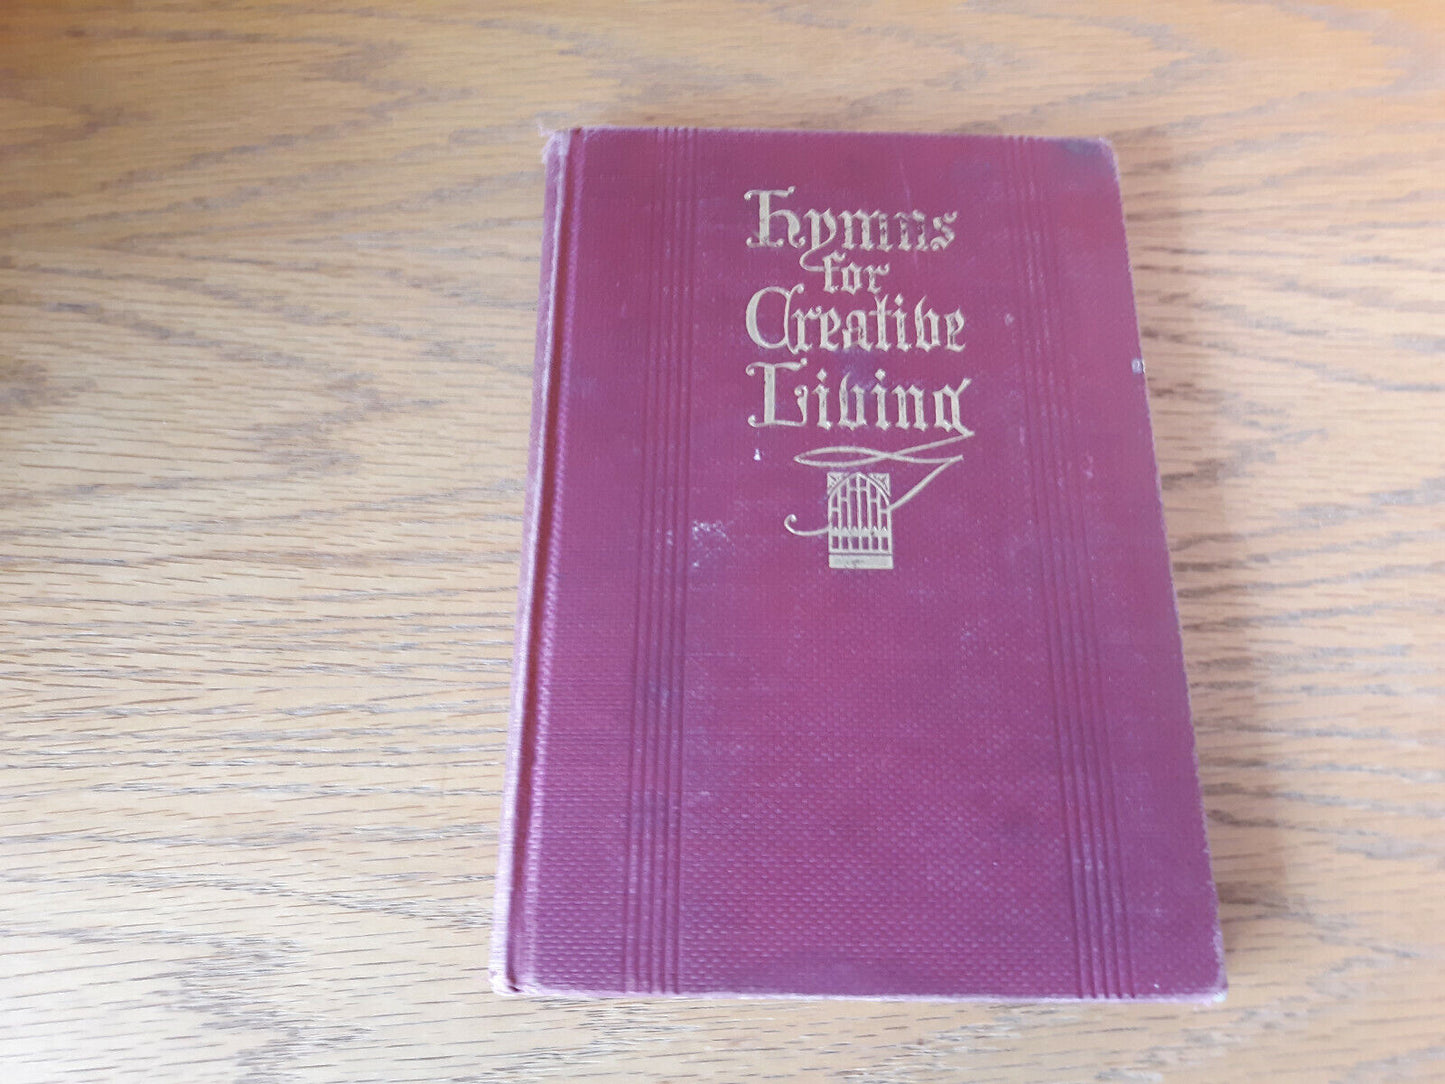 Hymns
for
Creative
Living